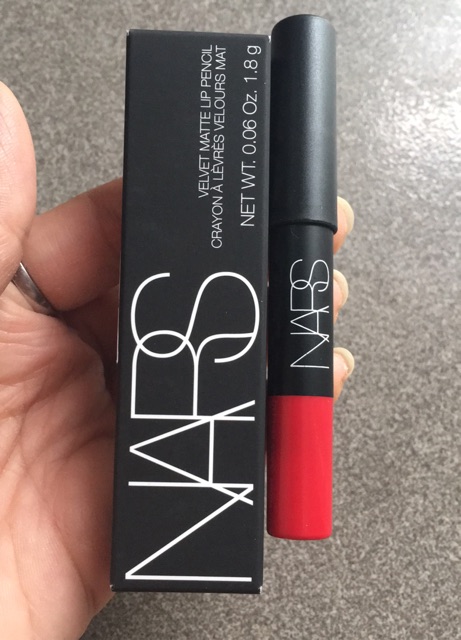 VELVET MATTE LIP PENCIL
CRAYON À LÈVRES VELOURS MAT
NET WT. 0.06 Oz. 1.8 g
NARS
NARS